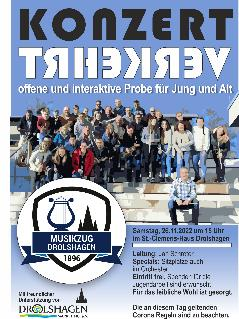 KONZERT
VERKEHRT
offene und interaktive Probe für Jung und Alt
MUSIKZUG
DROLSHAGEN
1896
Samstag, 26.11.2022 um 15 Uhr
im St.-Clemens-Haus Drolshagen
Leitung: Jan
Specials: Sitzplätze auch
im Orchester
Eintritt frei. Spenden für die
Jugendarbeit sind erwünscht.
Für das leibliche Wohl ist gesorgt.
Die an diesem Tag geltenden
Corona Regeln sind zu beachten.
Mit freundlicher
Unterstützung von
DROLSHAGEN